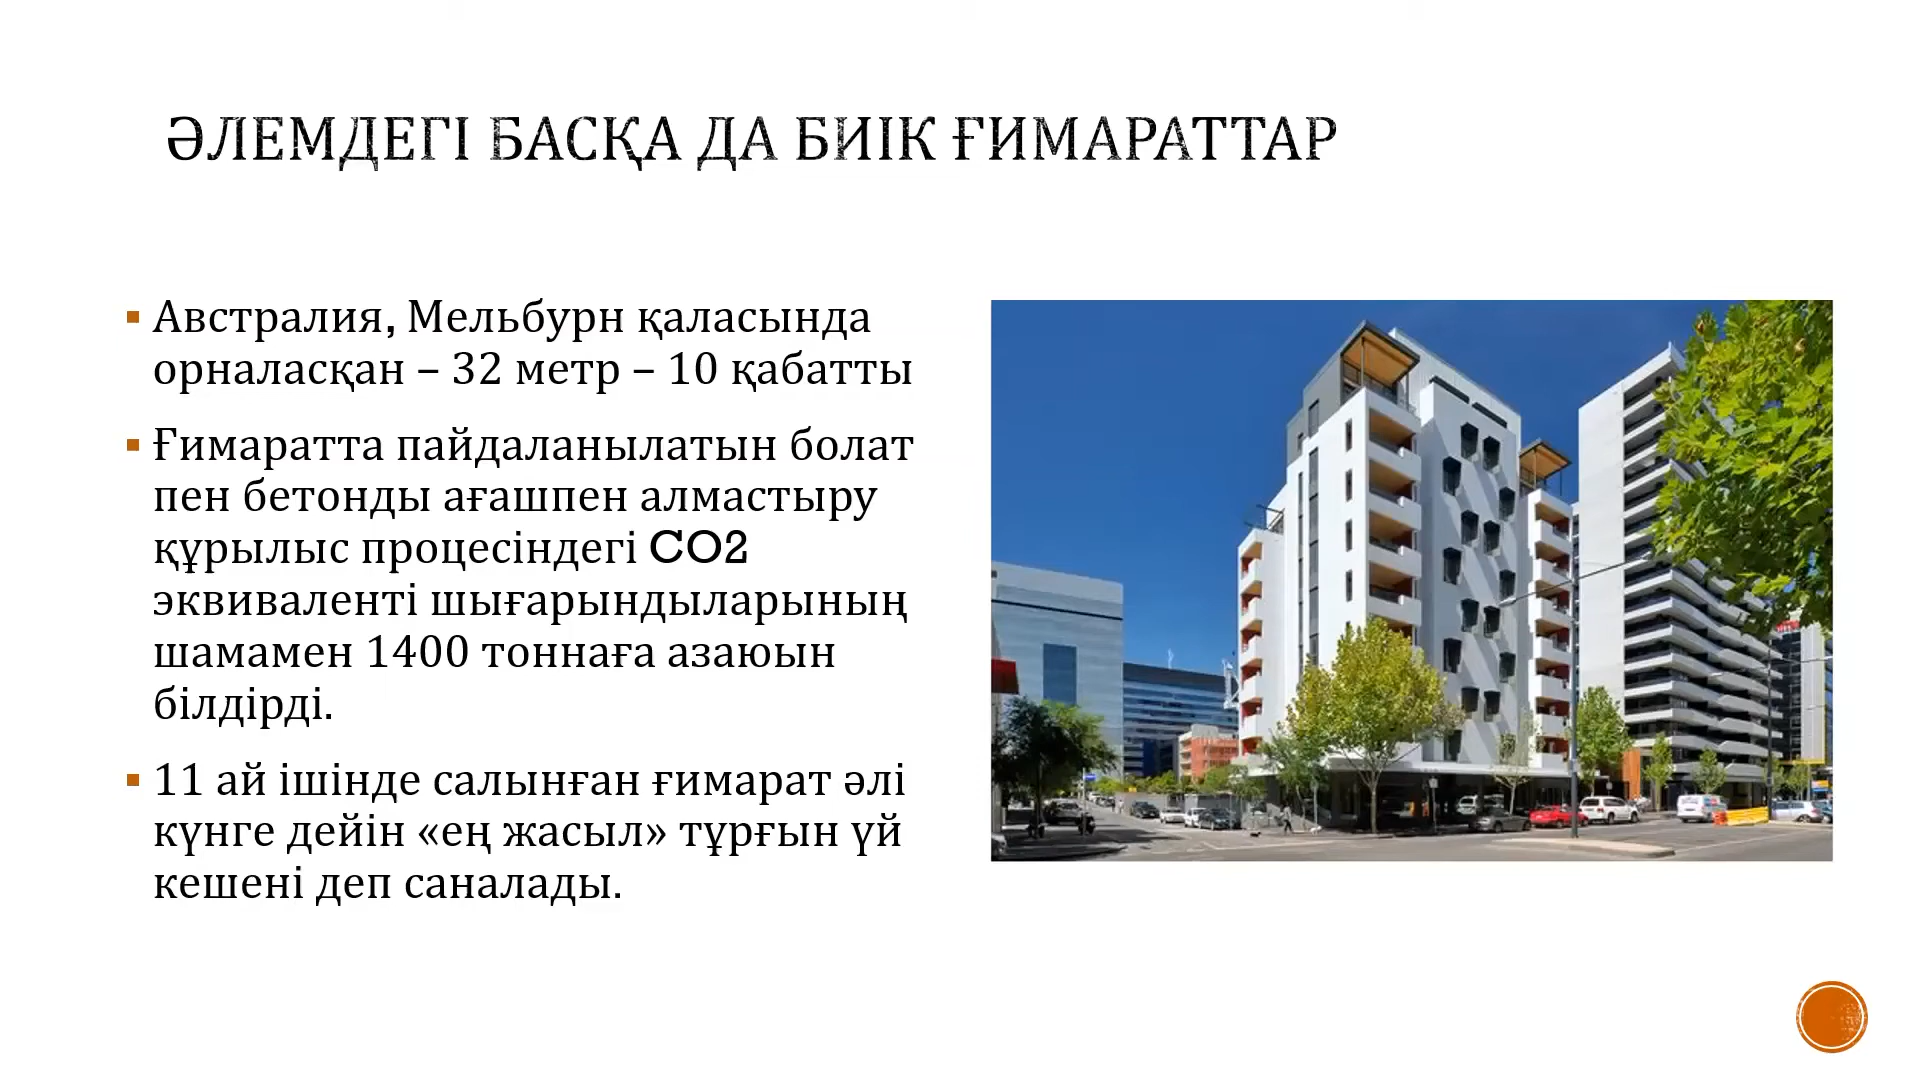 ӘЛЕМДЕГІ БАСҚА ДА БИІК ҒИМАРАТТАР
▪ Австралия, Мельбурн қаласында
орналасқан – 32 метр – 10 қабатты
▪ Ғимаратта пайдаланылатын болат
пен бетонды ағашпен алмастыру
құрылыс процесіндегі CO2
эквиваленті шығарындыларының
шамамен 1400 тоннаға азаюын
білдірді.
▪ 11 ай ішінде салынған ғимарат әлі
күнге дейін «ең жасыл» тұрғын үй
кешені деп саналады.